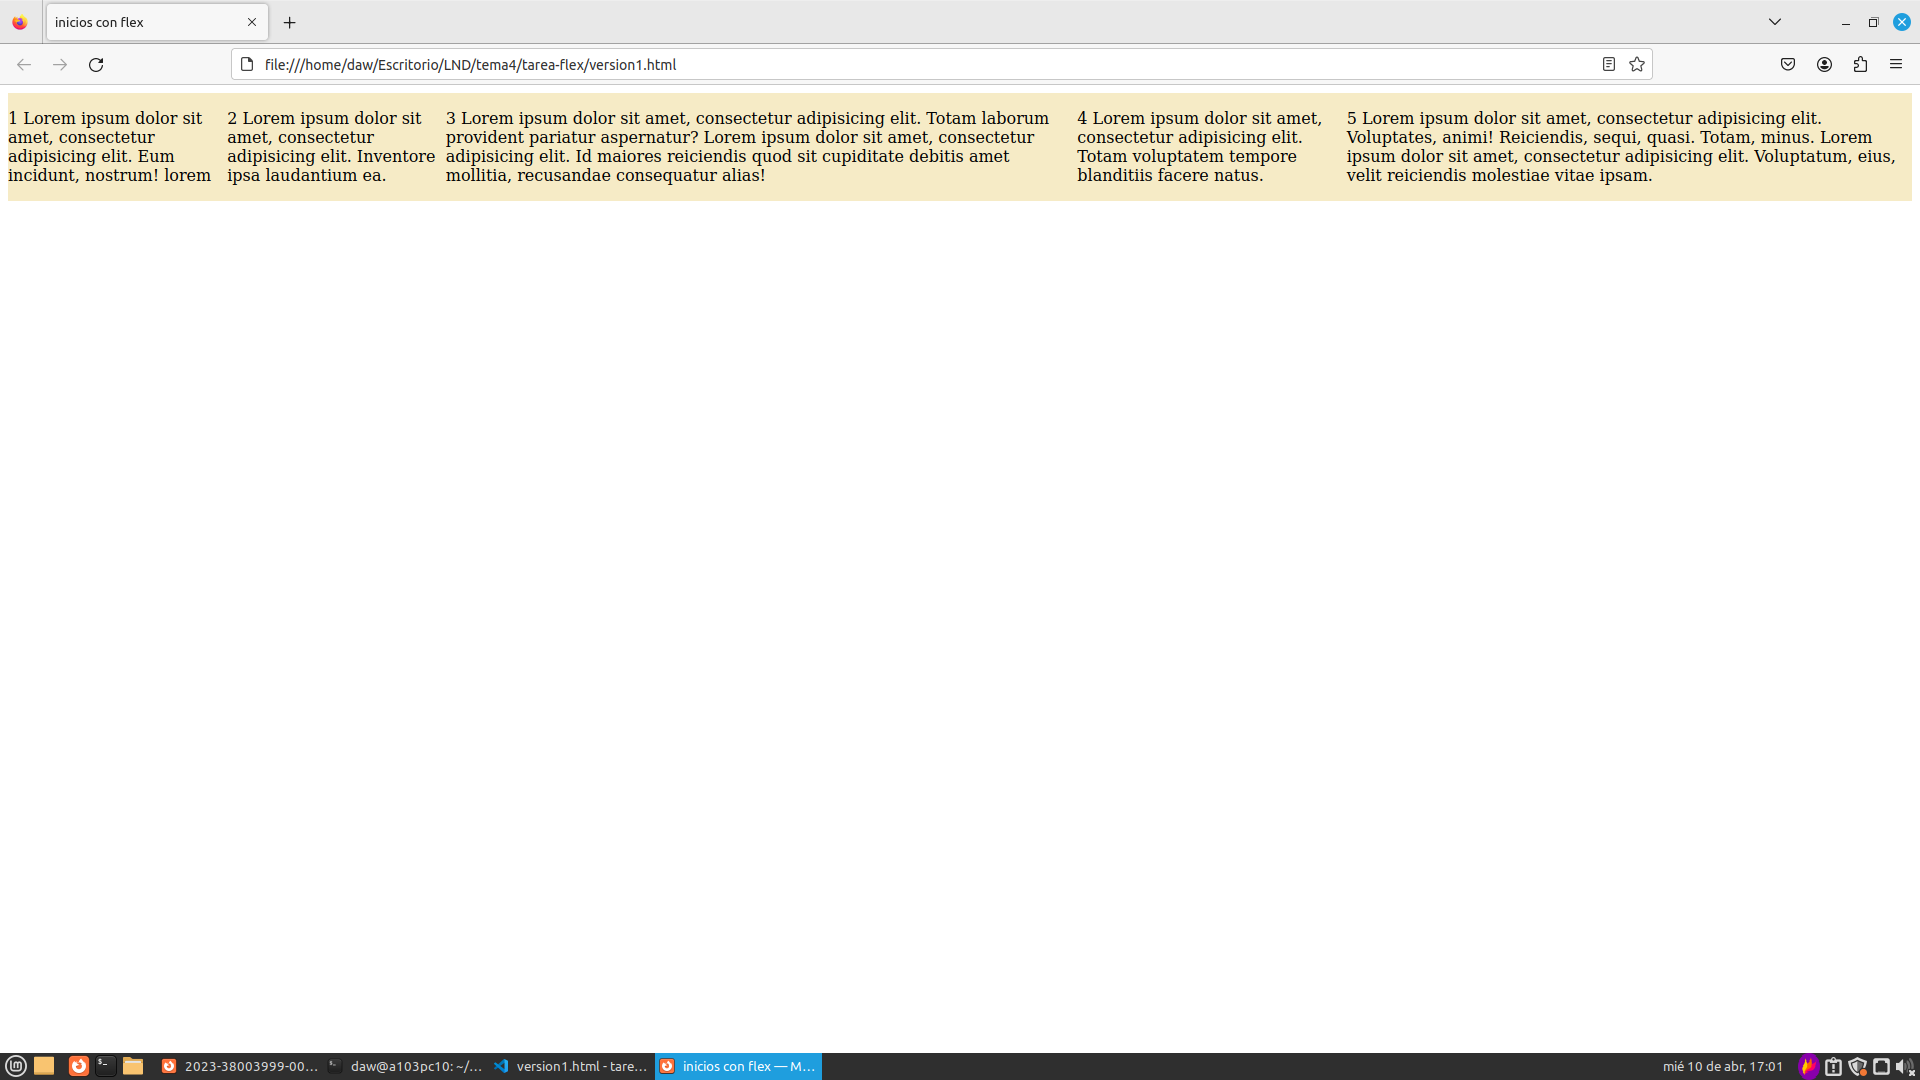 inicios con flex
file:///home/daw/Escritorio/LND/tema4/tarea-flex/version1.html
1 Lorem ipsum dolor sit
amet, consectetur
adipisicing elit. Eum
incidunt, nostrum! lorem
2 Lorem ipsum dolor sit
amet, consectetur
adipisicing elit. Inventore
ipsa laudantium ea.
3 Lorem ipsum dolor sit amet, consectetur adipisicing elit. Totam laborum
provident pariatur aspernatur? Lorem ipsum dolor sit amet, consectetur
adipisicing elit. Id maiores reiciendis quod sit cupiditate debitis amet
mollitia, recusandae consequatur alias!
4 Lorem ipsum dolor sit amet,
consectetur adipisicing elit.
Totam voluptatem tempore
blanditiis facere natus.
5 Lorem ipsum dolor sit amet, consectetur adipisicing elit.
Voluptates, animi! Reiciendis, sequi, quasi. Totam, minus. Lorem
ipsum dolor sit amet, consectetur adipisicing elit. Voluptatum, eius,
velit reiciendis molestiae vitae ipsam.
2023-38003999-00...
daw@a103pc10: ~/...
version1.html - tare...
inicios con flex — M...
mié 10 de abr, 17:01